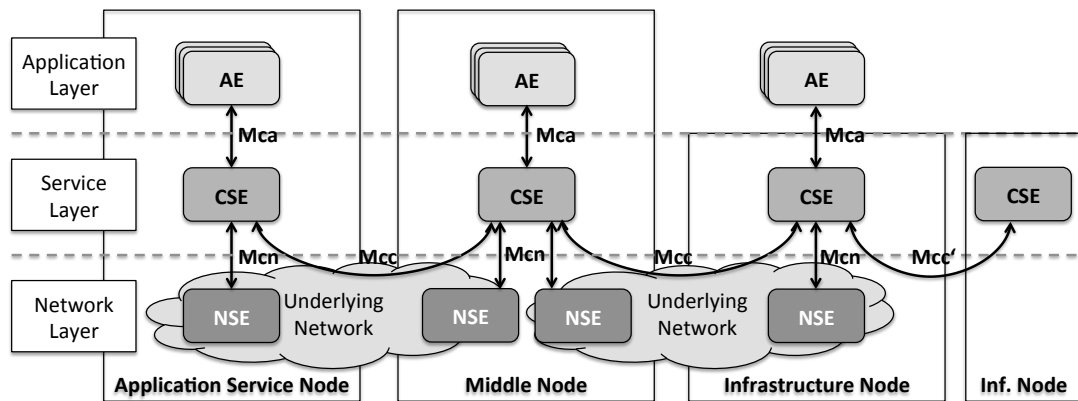 Application
Layer
AE
AE
AE
Mca
Mca
Mca
Service
Layer
CSE
CSE
CSE
CSE
Mcn
Mcc
Mcn
Mcc
Mcn
Mcc‘
Network
Layer
NSE
Underlying
Network
NSE
NSE
Underlying
Network
NSE
Application Service Node
Middle Node
Infrastructure Node
Inf. Node